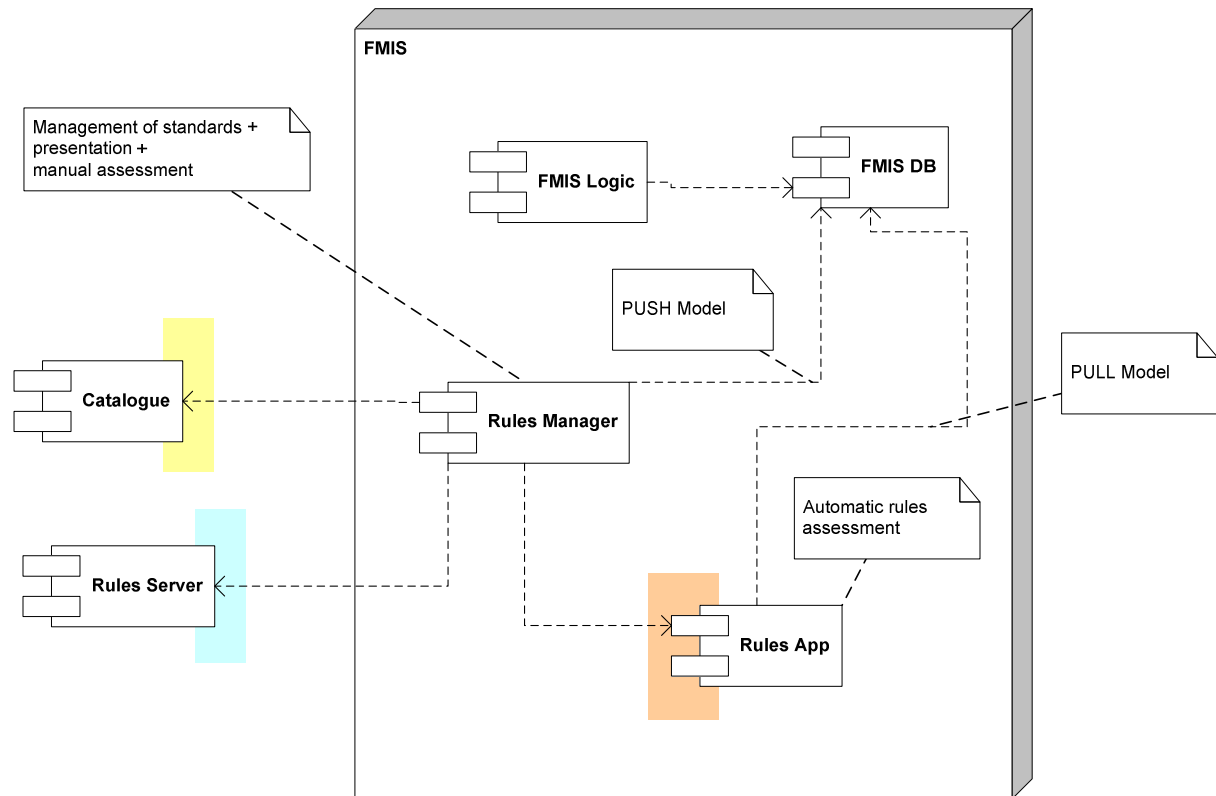 FMIS
Management of standards +
presentation +
manual assessment
FMIS Logic
FMIS DB
PUSH Model
PULL Model
Catalogue
Rules Manager
Automatic rules
assessment
Rules Server
Rules App